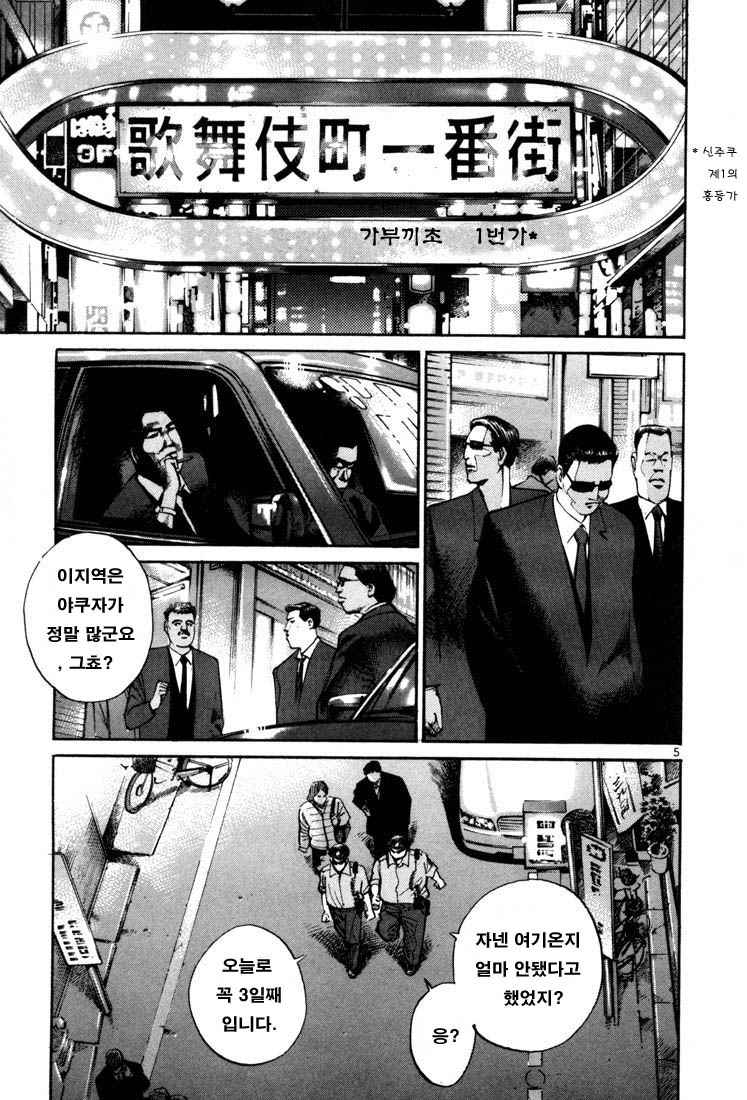 歌舞伎町一番街
가부끼초 1번가*
* 신주쿠
제1의
홍등가
3F
이지역은
야쿠자가
정말 많군요
, 그쵸?
5
자넨 여기온지
얼마 안됐다고
했었지?
응?
오늘로
꼭 3일째
입니다.